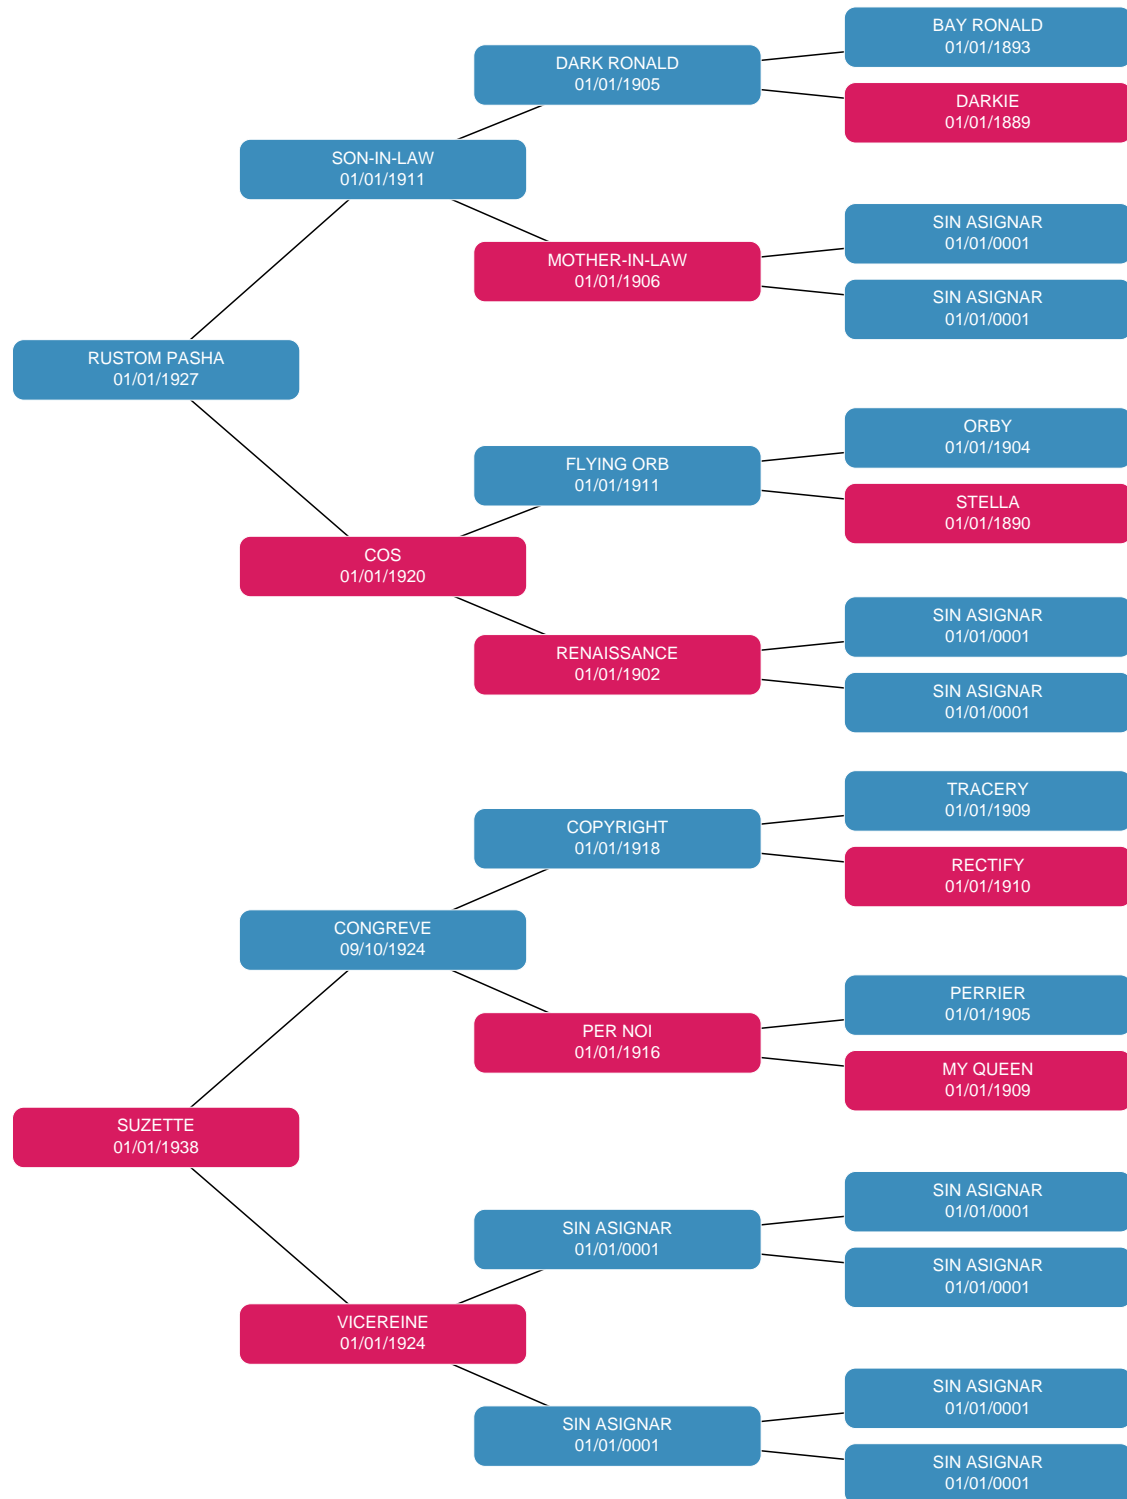 BAY RONALD
01/01/1893
DARK RONALD
01/01/1905
DARKIE
01/01/1889
SON-IN-LAW
01/01/1911
SIN ASIGNAR
01/01/0001
MOTHER-IN-LAW
01/01/1906
SIN ASIGNAR
01/01/0001
RUSTOM PASHA
01/01/1927
ORBY
01/01/1904
FLYING ORB
01/01/1911
STELLA
01/01/1890
COS
01/01/1920
SIN ASIGNAR
01/01/0001
RENAISSANCE
01/01/1902
SIN ASIGNAR
01/01/0001
TRACERY
01/01/1909
COPYRIGHT
01/01/1918
RECTIFY
01/01/1910
CONGREVE
09/10/1924
PERRIER
01/01/1905
PER NOI
01/01/1916
MY QUEEN
01/01/1909
SUZETTE
01/01/1938
SIN ASIGNAR
01/01/0001
SIN ASIGNAR
01/01/0001
SIN ASIGNAR
01/01/0001
VICEREINE
01/01/1924
SIN ASIGNAR
01/01/0001
SIN ASIGNAR
01/01/0001
SIN ASIGNAR
01/01/0001